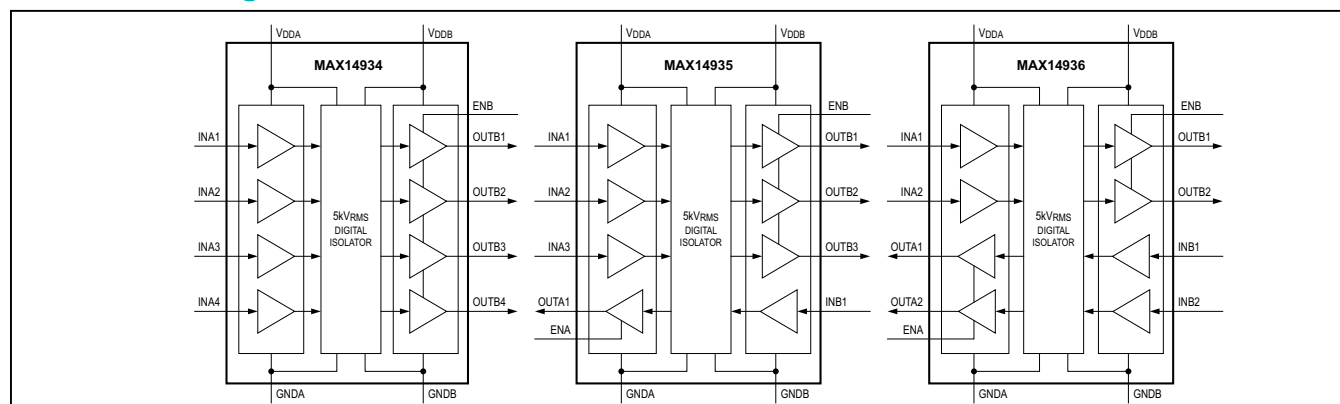 VDDA
VDDB
MAX14934
ENB
INA1
OUTB1
INA2
OUTB2
5kVRMS
DIGITAL
ISOLATOR
INA3
OUTB3
INA4
OUTB4
GNDA
GNDB
VDDA
VDDB
MAX14935
ENB
INA1
OUTB1
INA2
OUTB2
5kVRMS
DIGITAL
ISOLATOR
INA3
OUTB3
OUTA1
INB1
ENA
GNDA
GNDB
VDDA
VDDB
MAX14936
ENB
INA1
OUTB1
INA2
OUTB2
5kVRMS
DIGITAL
ISOLATOR
OUTA1
INB1
OUTA2
INB2
ENA
GNDA
GNDB